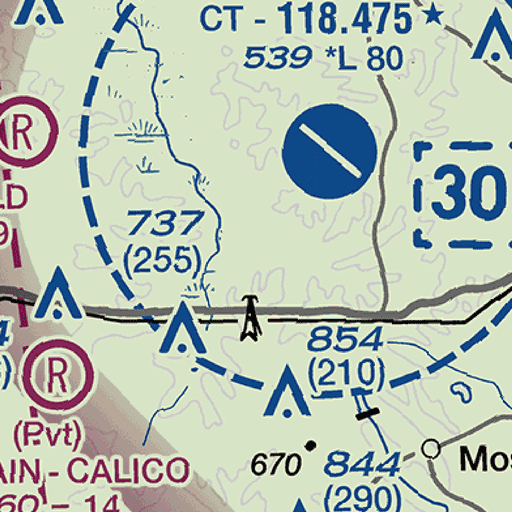 CT - 118.475 ★
539 *L 80
R
LD
9
30
737
(255)
854
(210)
4
R
(Pvt)
AIN - CALICO
60 - 14
670
844
(290)
Mos